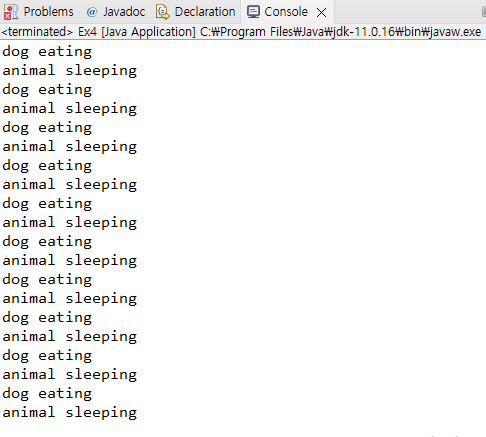 Problems @ Javadoc Declaration Console
<terminated> Ex4 [Java Application] C:₩Program Files₩Java₩jdk-11.0.16₩bin₩javaw.exe
dog eating
animal sleeping
dog eating
animal sleeping
dog eating
animal sleeping
dog eating
animal sleeping
dog eating
animal sleeping
dog eating
animal sleeping
dog eating
animal sleeping
dog eating
animal sleeping
dog eating
animal sleeping
dog eating
animal sleeping